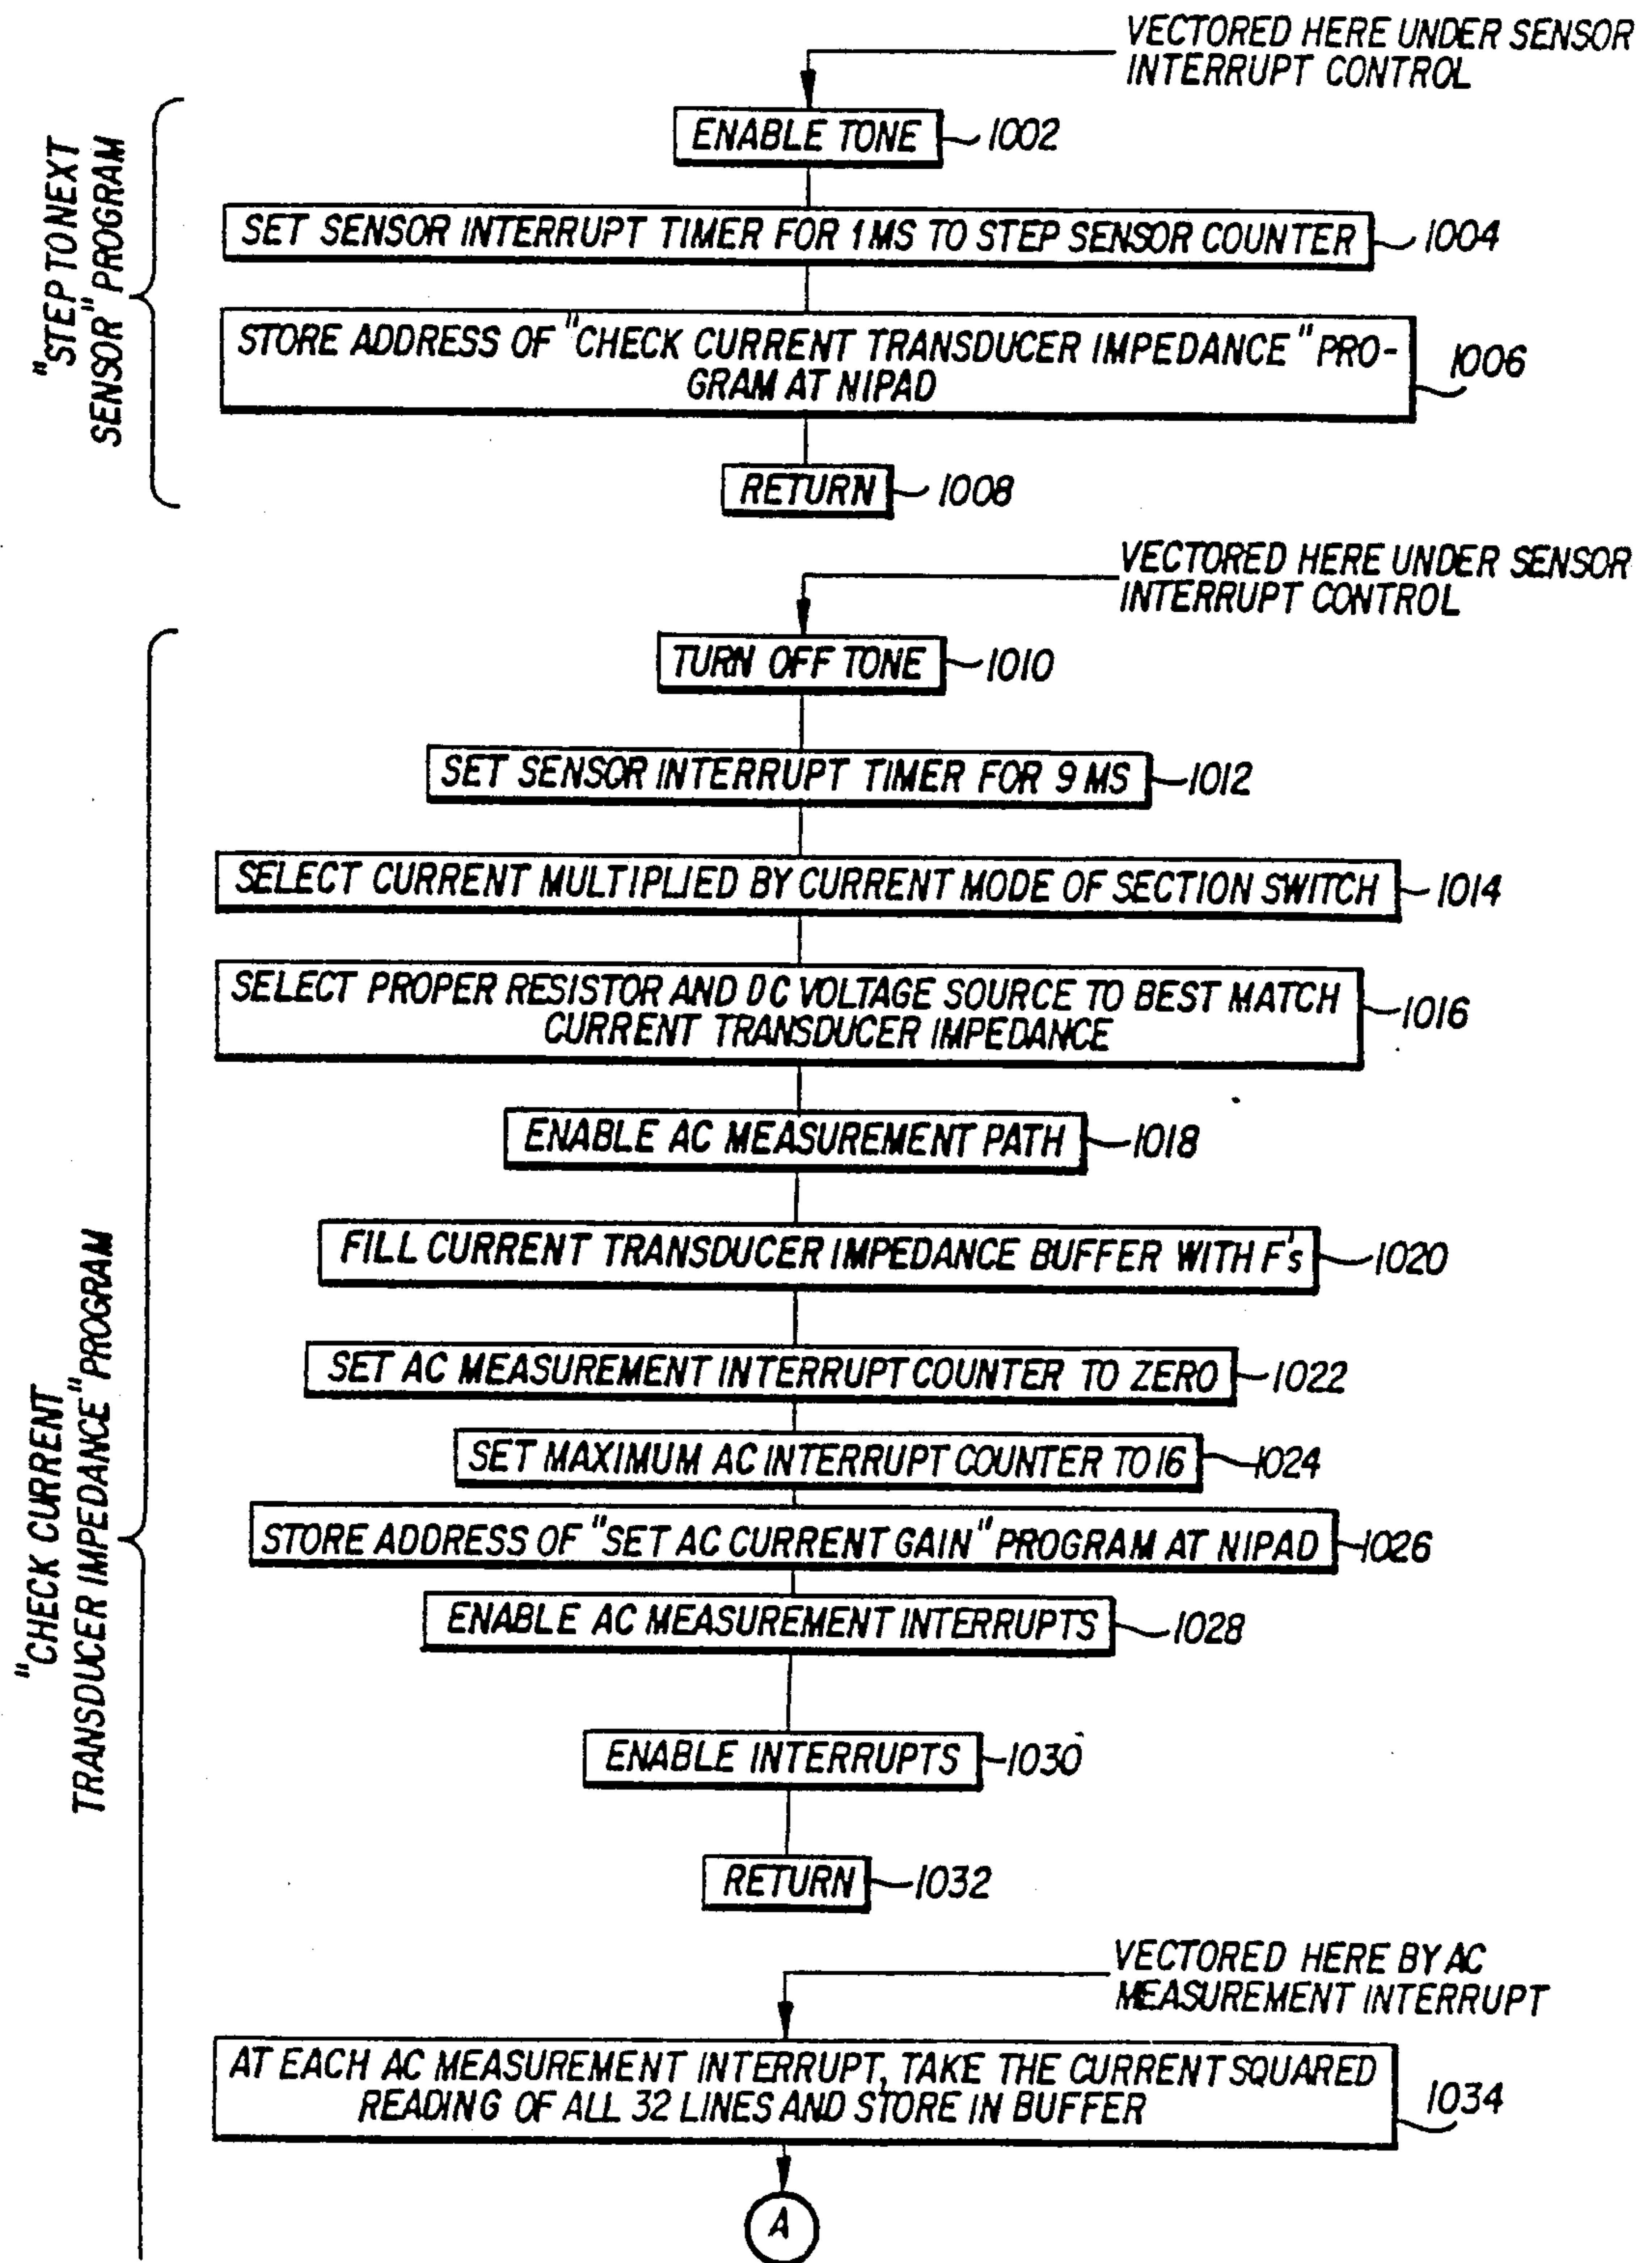 VECTORED HERE UNDER SENSOR
INTERRUPT CONTROL
"STEP TO NEXT
SENSOR" PROGRAM
ENABLE TONE
1002
SET SENSOR INTERRUPT TIMER FOR 1 MS TO STEP SENSOR COUNTER
1004
STORE ADDRESS OF "CHECK CURRENT TRANSDUCER IMPEDANCE" PRO-
GRAM AT NIPAD
1006
RETURN
1008
VECTORED HERE UNDER SENSOR
INTERRUPT CONTROL
"CHECK CURRENT
TRANSDUCER IMPEDANCE" PROGRAM
TURN OFF TONE
1010
SET SENSOR INTERRUPT TIMER FOR 9 MS
1012
SELECT CURRENT MULTIPLIED BY CURRENT MODE OF SECTION SWITCH
1014
SELECT PROPER RESISTOR AND DC VOLTAGE SOURCE TO BEST MATCH
CURRENT TRANSDUCER IMPEDANCE
1016
ENABLE AC MEASUREMENT PATH
1018
FILL CURRENT TRANSDUCER IMPEDANCE BUFFER WITH F's
1020
SET AC MEASUREMENT INTERRUPT COUNTER TO ZERO
1022
SET MAXIMUM AC INTERRUPT COUNTER TO 16
1024
STORE ADDRESS OF "SET AC CURRENT GAIN" PROGRAM AT NIPAD
1026
ENABLE AC MEASUREMENT INTERRUPTS
1028
ENABLE INTERRUPTS
1030
RETURN
1032
VECTORED HERE BY AC
MEASUREMENT INTERRUPT
AT EACH AC MEASUREMENT INTERRUPT, TAKE THE CURRENT SQUARED
READING OF ALL 32 LINES AND STORE IN BUFFER
1034
A